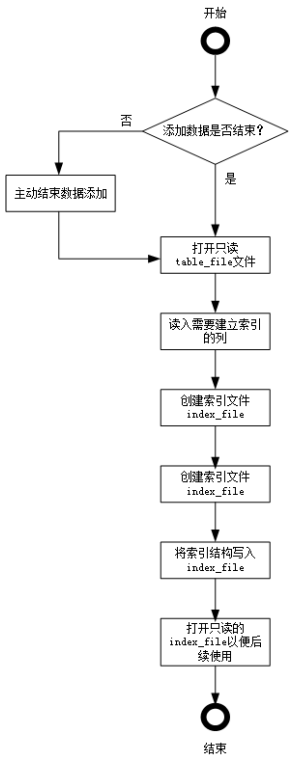 开始
添加数据是否结束?
否
是
主动结束数据添加
打开只读
table_file文件
读入需要建立索引
的列
创建索引文件
index_file
创建索引文件
index_file
将索引结构写入
index_file
打开只读的
index_file以便后
续使用
结束